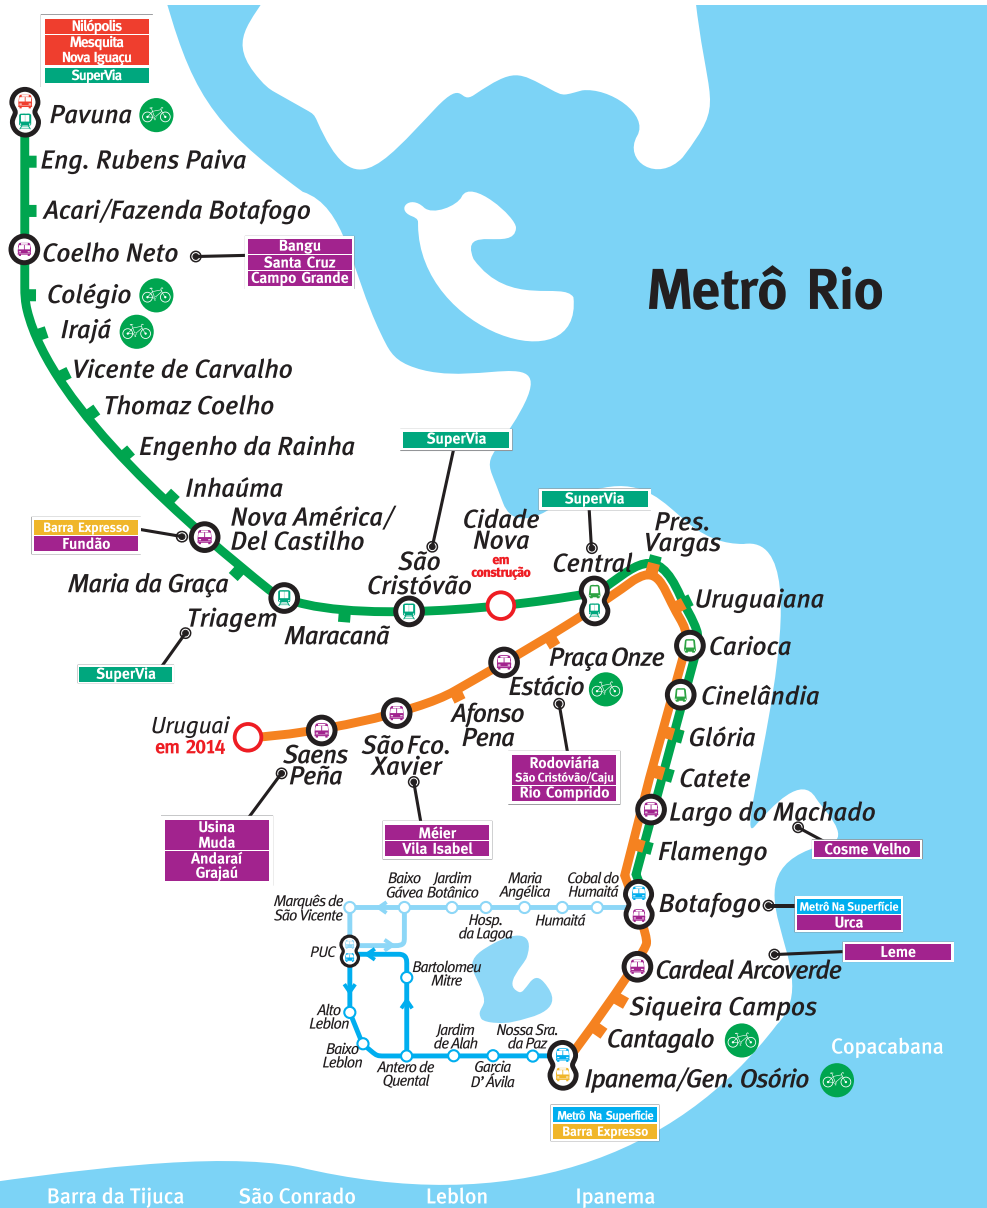 Nilópolis
Mesquita
Nova Iguaçu
SuperVia
Pavuna
Eng. Rubens Paiva
Acari/Fazenda Botafogo
Coelho Neto
Bangu
Santa Cruz
Campo Grande
Metrô Rio
Colégio
Irajá
Vicente de Carvalho
Thomaz Coelho
Engenho da Rainha
SuperVia
Inhaúma
Nova América/
Del Castilho
Barra Expresso
Fundão
Cidade
Nova
em
construção
SuperVia
Central
Pres.
Vargas
São
Cristóvão
Maria da Graça
Triagem
Maracanã
Uruguaiana
Carioca
Praça Onze
Estácio
SuperVia
Cinelândia
Afonso
Pena
Uruguai
em 2014
Saens
Peña
São Fco.
Xavier
Glória
Catete
Rodoviária
São Cristóvão/Caju
Rio Comprido
Largo do Machado
Usina
Muda
Andaraí
Grajaú
Méier
Vila Isabel
Cosme Velho
Flamengo
Marquês de
São Vicente
Baixo
Gávea
Jardim
Botânico
Hosp.
da Lagoa
Maria
Angélica
Humaitá
Cobal do
Humaitá
Botafogo
Metrô Na Superfície
Urca
PUC
Bartolomeu
Mitre
Leme
Cardeal Arcoverde
Siqueira Campos
Alto
Leblon
Baixo
Leblon
Antero de
Quental
Jardim
de Alah
Garcia
D' Ávila
Nossa Sra.
da Paz
Cantagalo
Copacabana
Ipanema/Gen. Osório
Metrô Na Superfície
Barra Expresso
Barra da Tijuca
São Conrado
Leblon
Ipanema